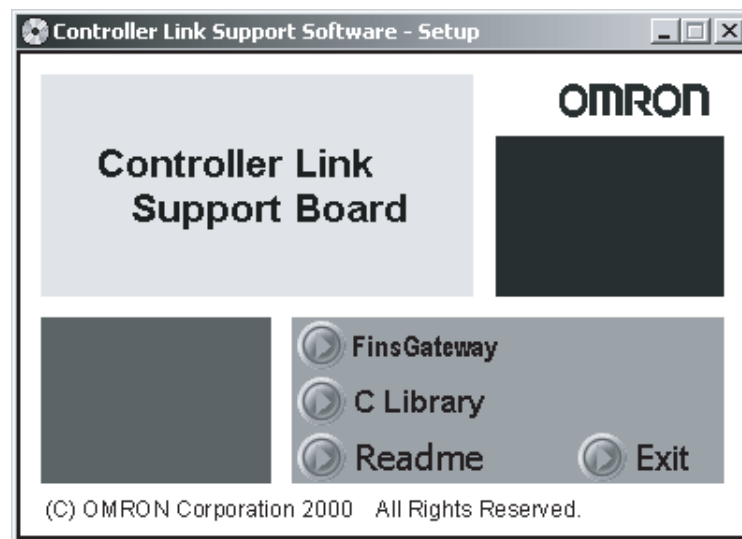 Controller Link Support Software - Setup
OMRON
Controller Link
Support Board
FinsGateway
C Library
Readme
Exit
(C) OMRON Corporation 2000 All Rights Reserved.